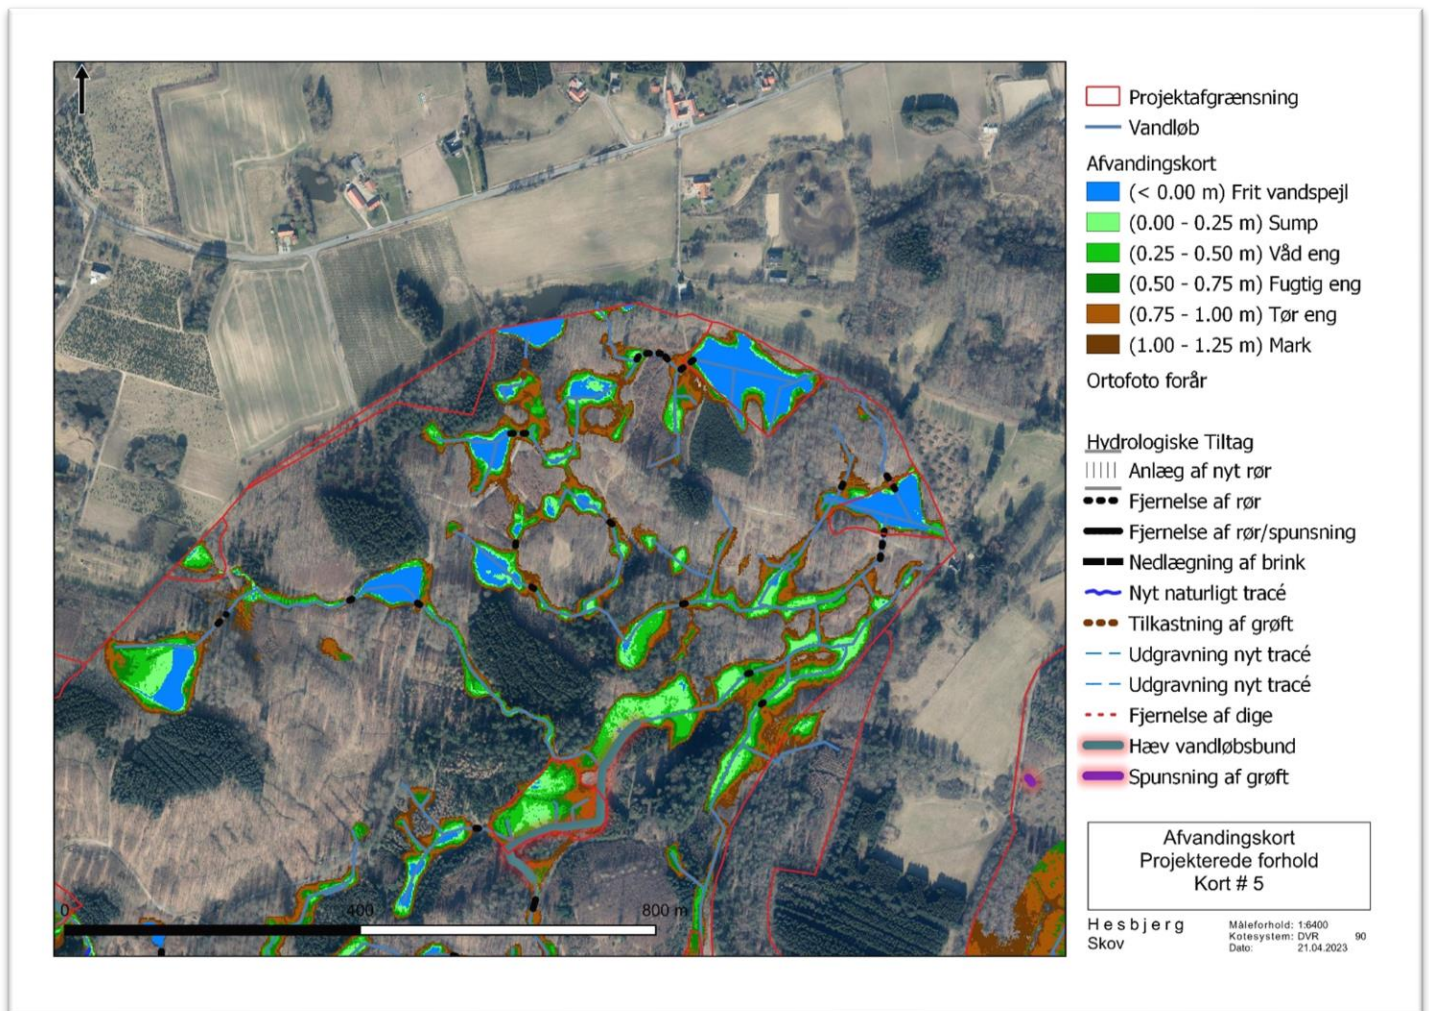 Projektafgrænsning
Vandløb
Afvandingskort
(< 0.00 m) Frit vandspejl
(0.00 - 0.25 m) Sump
(0.25 - 0.50 m) Våd eng
(0.50 - 0.75 m) Fugtig eng
(0.75 - 1.00 m) Tør eng
(1.00 - 1.25 m) Mark
Ortofoto forår
Hydrologiske Tiltag
Anlæg af nyt rør
Fjernelse af rør
Fjernelse af rør/spunsning
Nedlægning af brink
Nyt naturligt tracé
Tilkastning af grøft
Udgravning nyt tracé
Udgravning nyt tracé
Fjernelse af dige
Hæv vandløbsbund
Spunsning af grøft
0 400 800 m
Afvandingskort
Projekterede forhold
Kort # 5
Hesbjerg
Skov
Måleforhold: 1:6400
Kotesystem: DVR 90
Dato: 21.04.2023